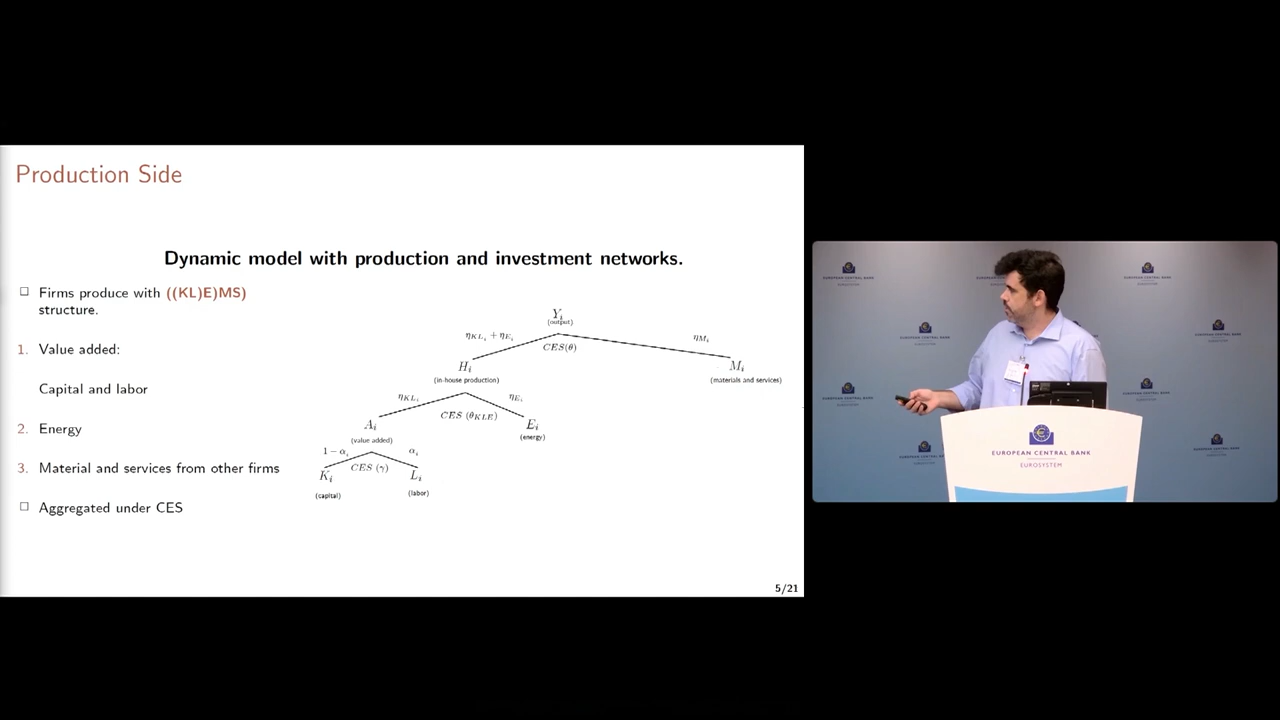 Production Side
Dynamic model with production and investment networks.
Firms produce with ((KL)E)MS)
structure.
1. Value added:
Capital and labor
2. Energy
3. Material and services from other firms
Aggregated under CES
Y_i
(output)
η_{KL_i} + η_{E_i}
η_{M_i}
CES(θ)
H_i
(in-house production)
M_i
(materials and services)
η_{KL_i}
η_{E_i}
CES (θ_{KLE})
A_i
(value added)
E_i
(energy)
1 − α_i
α_i
CES (γ)
K_i
(capital)
L_i
(labor)
5/21
EUROPEAN CENTRAL BANK
EUROSYSTEM